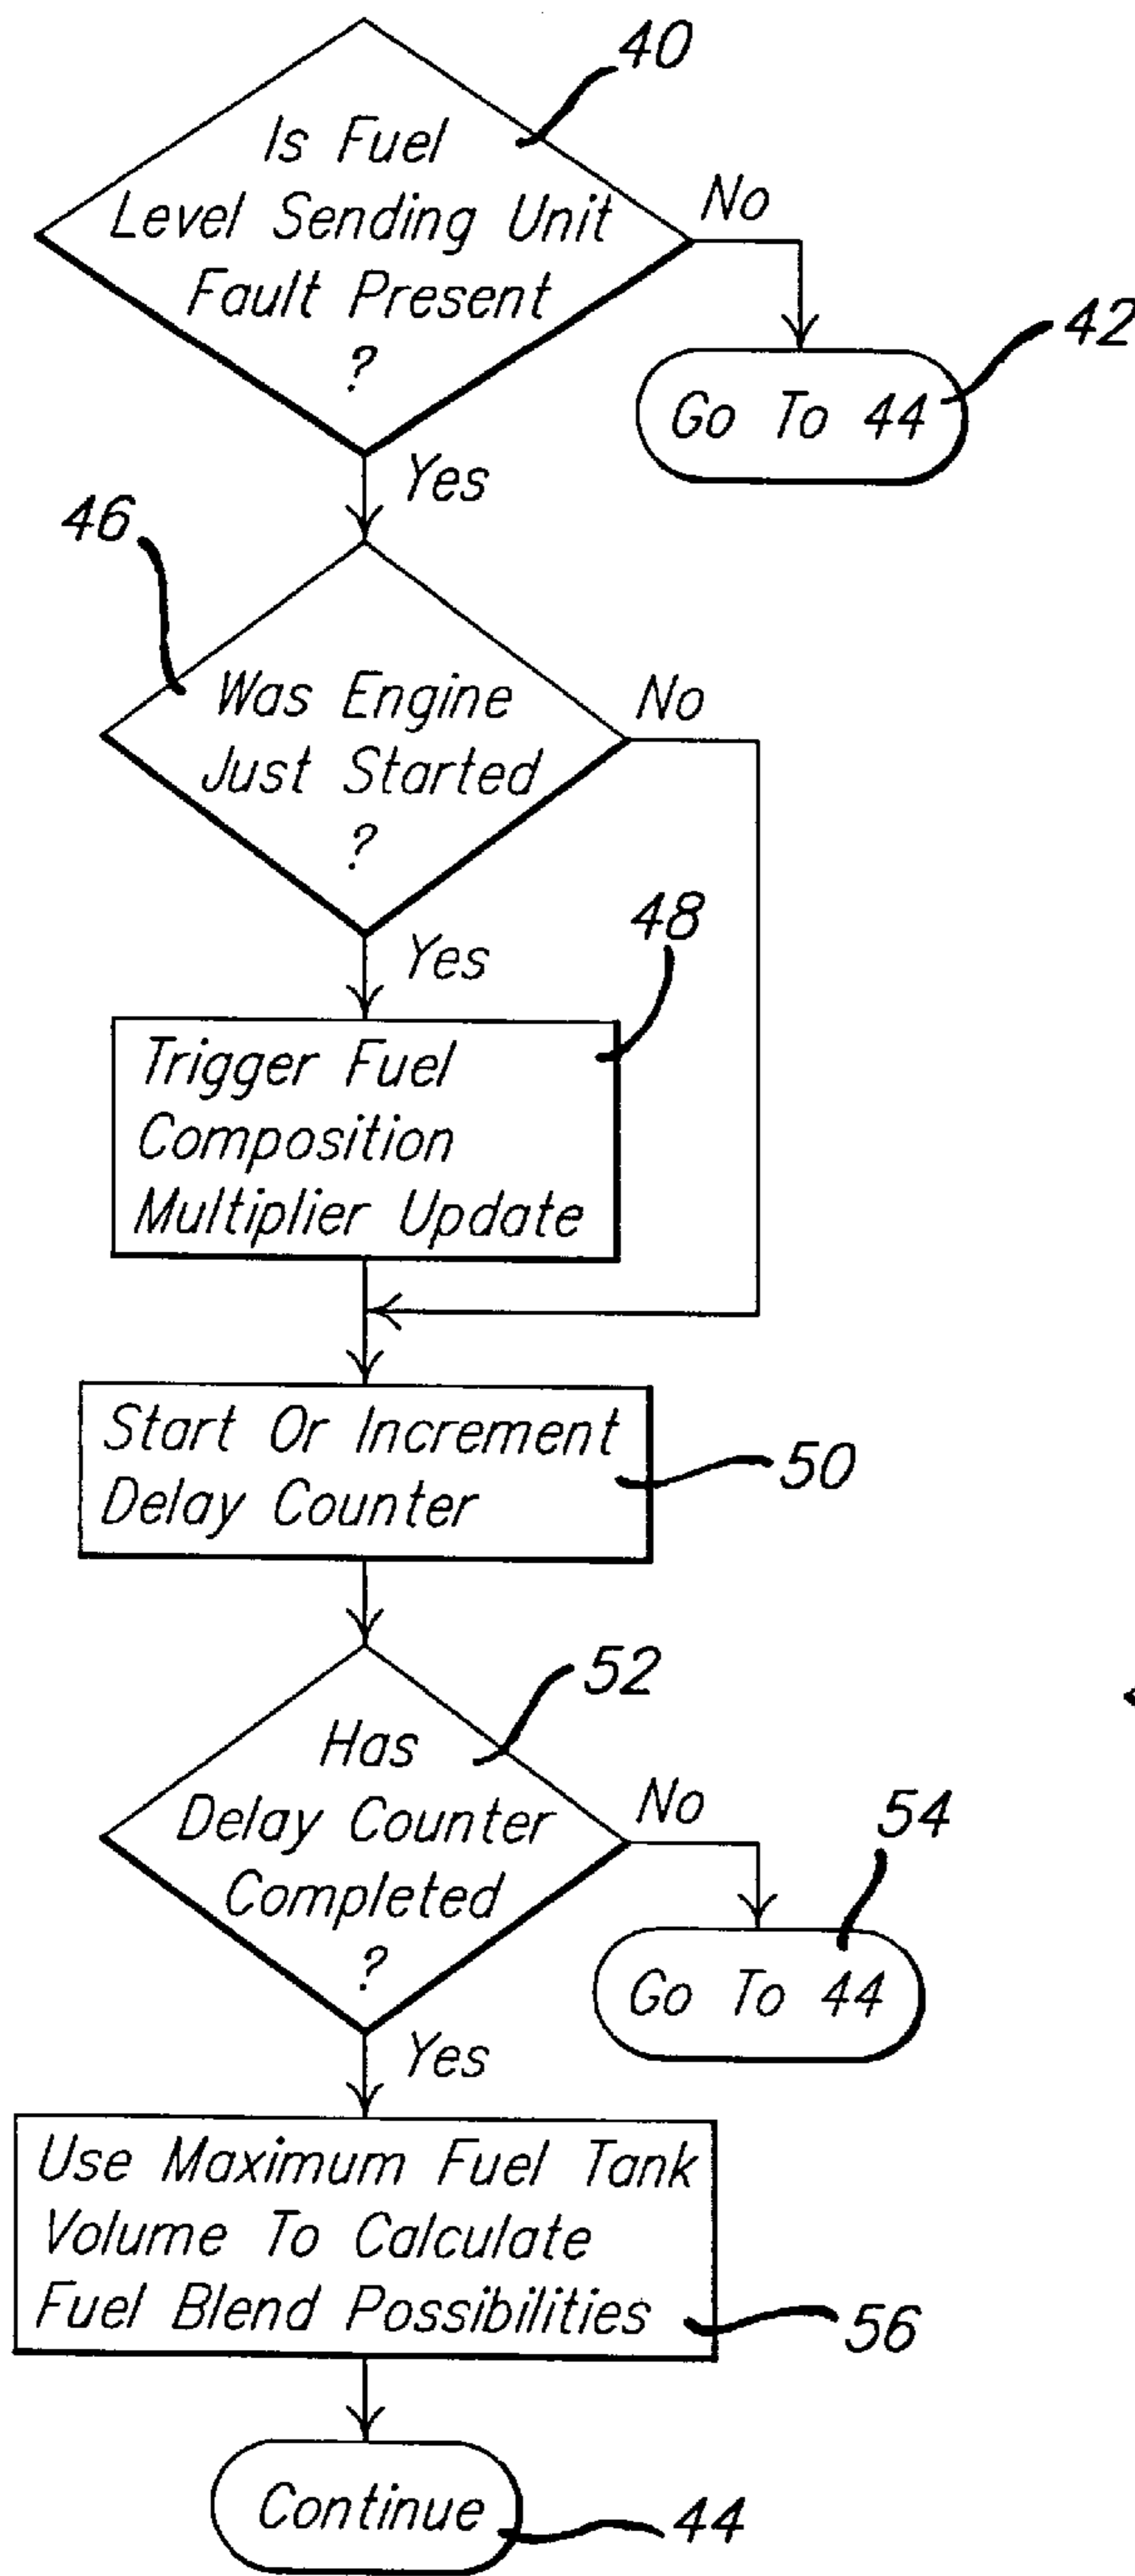 40
Is Fuel
Level Sending Unit
Fault Present
?
No
42
Go To 44
Yes
46
Was Engine
Just Started
?
No
Yes
48
Trigger Fuel
Composition
Multiplier Update
Start Or Increment
Delay Counter
50
52
Has
Delay Counter
Completed
?
No
54
Go To 44
Yes
Use Maximum Fuel Tank
Volume To Calculate
Fuel Blend Possibilities
56
Continue
44